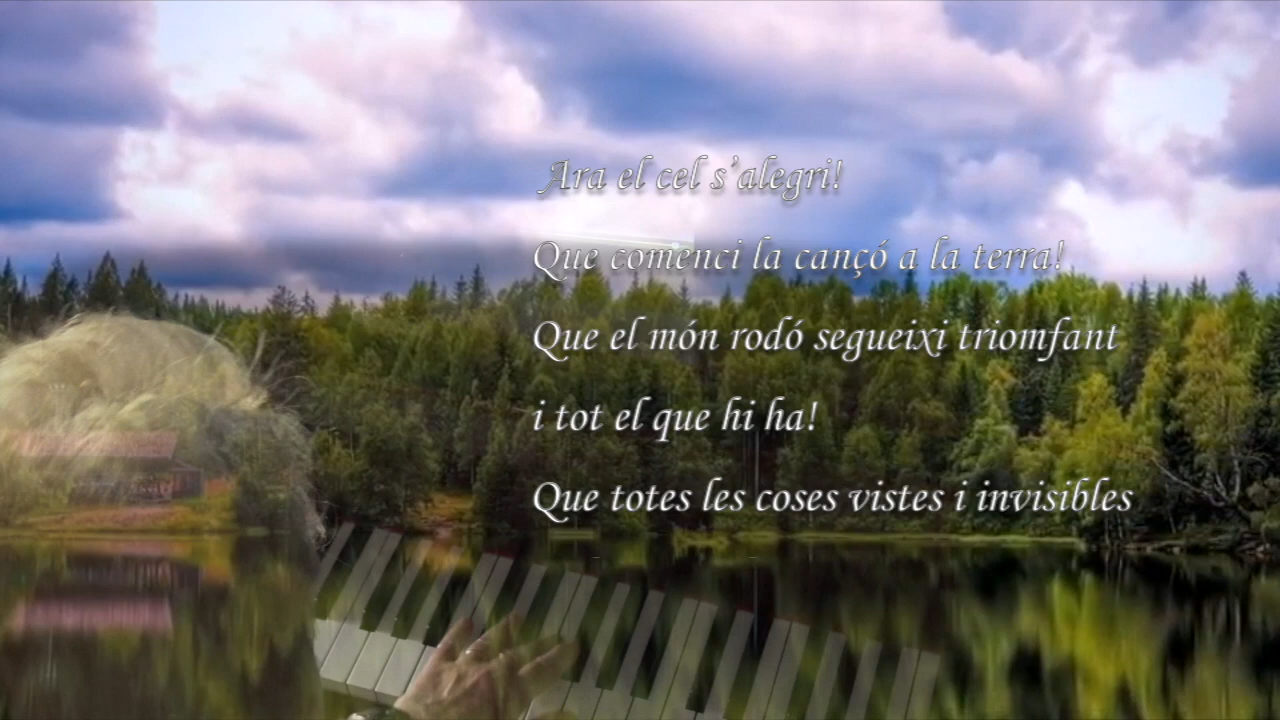 Ara el cel s’alegri!
Que comenci la cançó a la terra!
Que el món rodó segueixi triomfant
i tot el que hi ha!
Que totes les coses vistes i invisibles